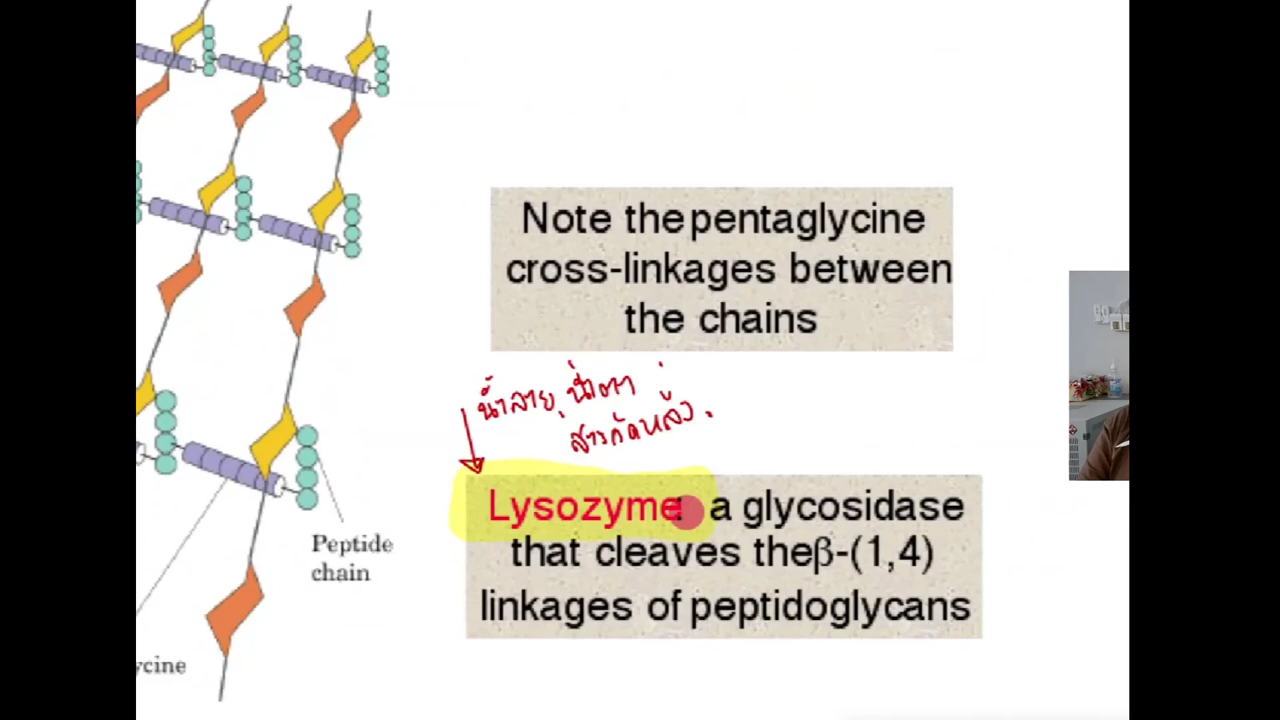 Note the pentaglycine
cross-linkages between
the chains
น้ำลาย, น้ำตา
สารคัดหลั่ง
Lysozyme: a glycosidase
that cleaves the β-(1,4)
linkages of peptidoglycans
Peptide
chain
ycine